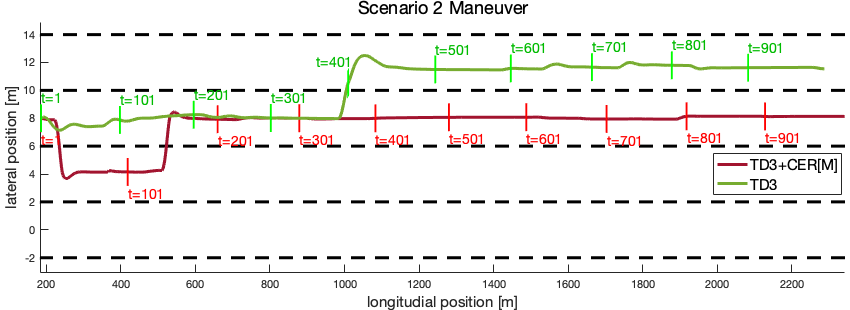 Scenario 2 Maneuver
14
12
10
8
6
4
2
0
-2
lateral position [m]
t=1
t=101
t=201
t=301
t=401
t=501
t=601
t=701
t=801
t=901
t=
t=101
t=201
t=301
t=401
t=501
t=601
t=701
t=801
t=901
TD3+CER[M]
TD3
200 400 600 800 1000 1200 1400 1600 1800 2000 2200
longitudial position [m]